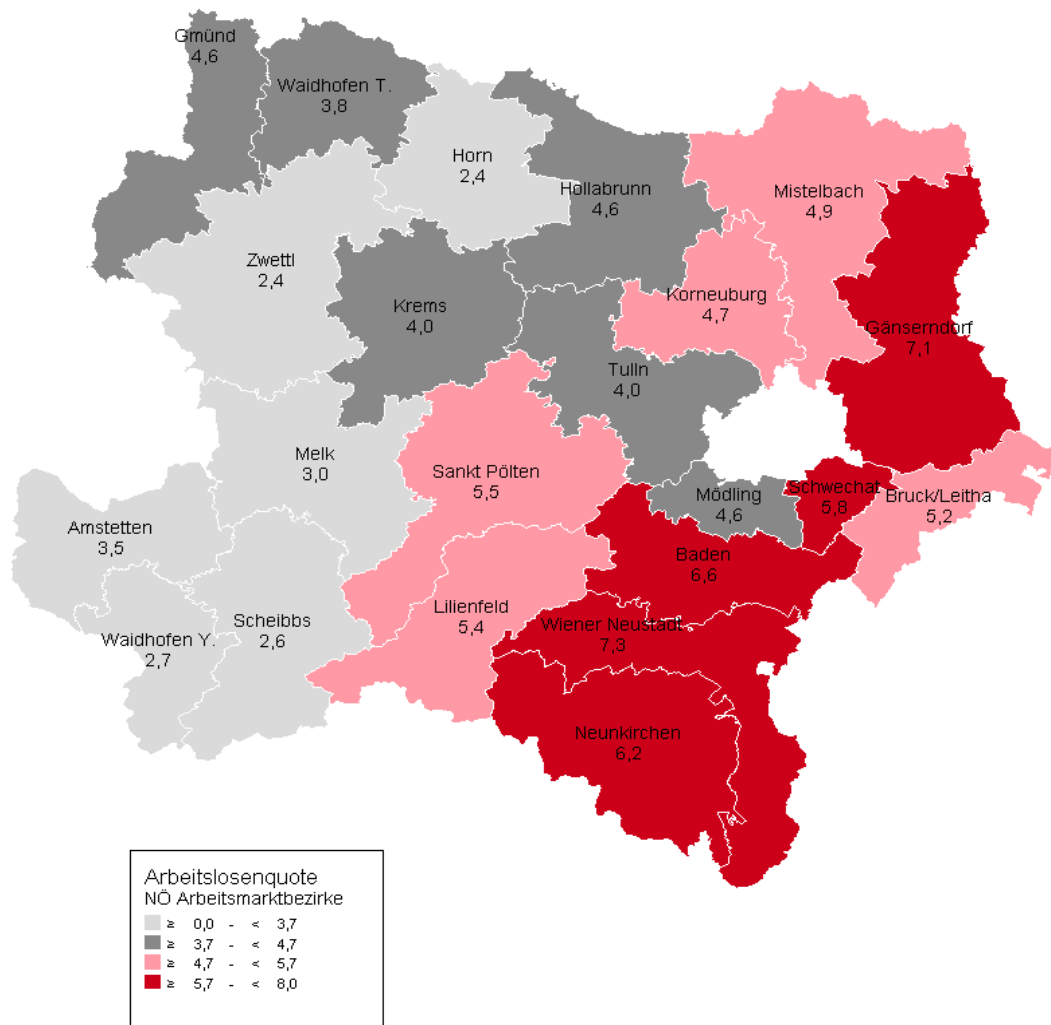 Gmünd
4,6
Waidhofen T.
3,8
Horn
2,4
Hollabrunn
4,6
Mistelbach
4,9
Zwettl
2,4
Krems
4,0
Korneuburg
4,7
Gänserndorf
7,1
Tulln
4,0
Melk
3,0
Sankt Pölten
5,5
Mödling
4,6
Schwechat
5,8
Bruck/Leitha
5,2
Amstetten
3,5
Baden
6,6
Lilienfeld
5,4
Scheibbs
2,6
Wiener Neustadt
7,3
Waidhofen Y.
2,7
Neunkirchen
6,2
Arbeitslosenquote
NÖ Arbeitsmarktbezirke
≥ 0,0 - < 3,7
≥ 3,7 - < 4,7
≥ 4,7 - < 5,7
≥ 5,7 - < 8,0